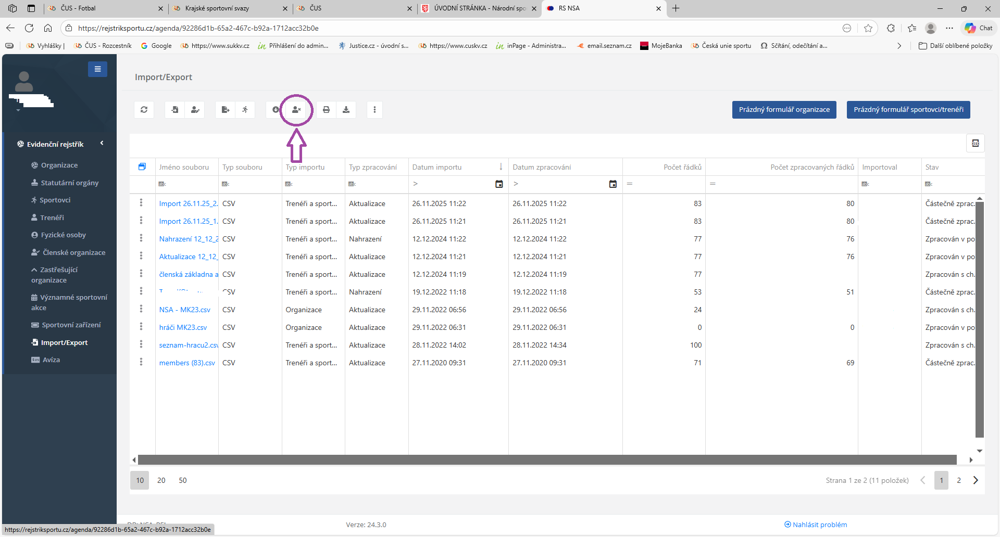 ČUS - Fotbal
Krajské sportovní svazy
ČUS
ÚVODNÍ STRÁNKA - Národní spo
RS NSA
https://rejstriksportu.cz/agenda/92286d1b-65a2-467c-b92a-1712acc32b0e
Chat
Vyhlášky |
ČUS - Rozcestník
Google
https://www.sukkv.cz
Přihlášení do admin...
Justice.cz - úvodní s...
https://www.cuskv.cz
inPage - Administra...
email.seznam.cz
MojeBanka
Česká unie sportu
Sčítání, odečítání a...
Další oblíbené položky
Import/Export
Prázdný formulář organizace
Prázdný formulář sportovci/trenéři
Evidenční rejstřík
Organizace
Statutární orgány
Sportovci
Trenéři
Fyzické osoby
Členské organizace
Zastřešující
organizace
Významné sportovní
akce
Sportovní zařízení
Import/Export
Avíza
xlsx
Jméno souboru Typ souboru Typ importu Typ zpracování Datum importu Datum zpracování Počet řádků Počet zpracovaných řádků Importoval Stav
abc abc abc abc > > = = abc abc
Import 26.11.25_2. CSV Trenéři a sport... Aktualizace 26.11.2025 11:22 26.11.2025 11:22 83 80 Částečně zprac.
Import 26.11.25_1. CSV Trenéři a sport... Aktualizace 26.11.2025 11:21 26.11.2025 11:21 83 80 Částečně zprac.
Nahrazení 12_12_2 CSV Trenéři a sport... Nahrazení 12.12.2024 11:22 12.12.2024 11:22 77 76 Zpracován v po
Aktualizace 12_12_ CSV Trenéři a sport... Aktualizace 12.12.2024 11:21 12.12.2024 11:21 77 76 Zpracován v po
členská základna a CSV Trenéři a sport... Aktualizace 12.12.2024 11:19 12.12.2024 11:19 77 Zpracován s ch.
CSV Trenéři a sport... Nahrazení 19.12.2022 11:18 19.12.2022 11:18 53 51 Částečně zprac.
NSA - MK23.csv CSV Organizace Aktualizace 29.11.2022 06:56 29.11.2022 06:56 24 Zpracován s ch.
hráči MK23.csv CSV Organizace Aktualizace 29.11.2022 06:31 29.11.2022 06:31 0 0 Zpracován v po
seznam-hracu2.csv CSV Trenéři a sport... Aktualizace 28.11.2022 14:02 28.11.2022 14:34 100 Zpracován s ch.
members (83).csv CSV Trenéři a sport... Aktualizace 27.11.2020 09:31 27.11.2020 09:31 71 69 Částečně zprac.
10 20 50
Strana 1 ze 2 (11 položek) 1 2
Verze: 24.3.0
Nahlásit problém
https://rejstriksportu.cz/agenda/92286d1b-65a2-467c-b92a-1712acc32b0e